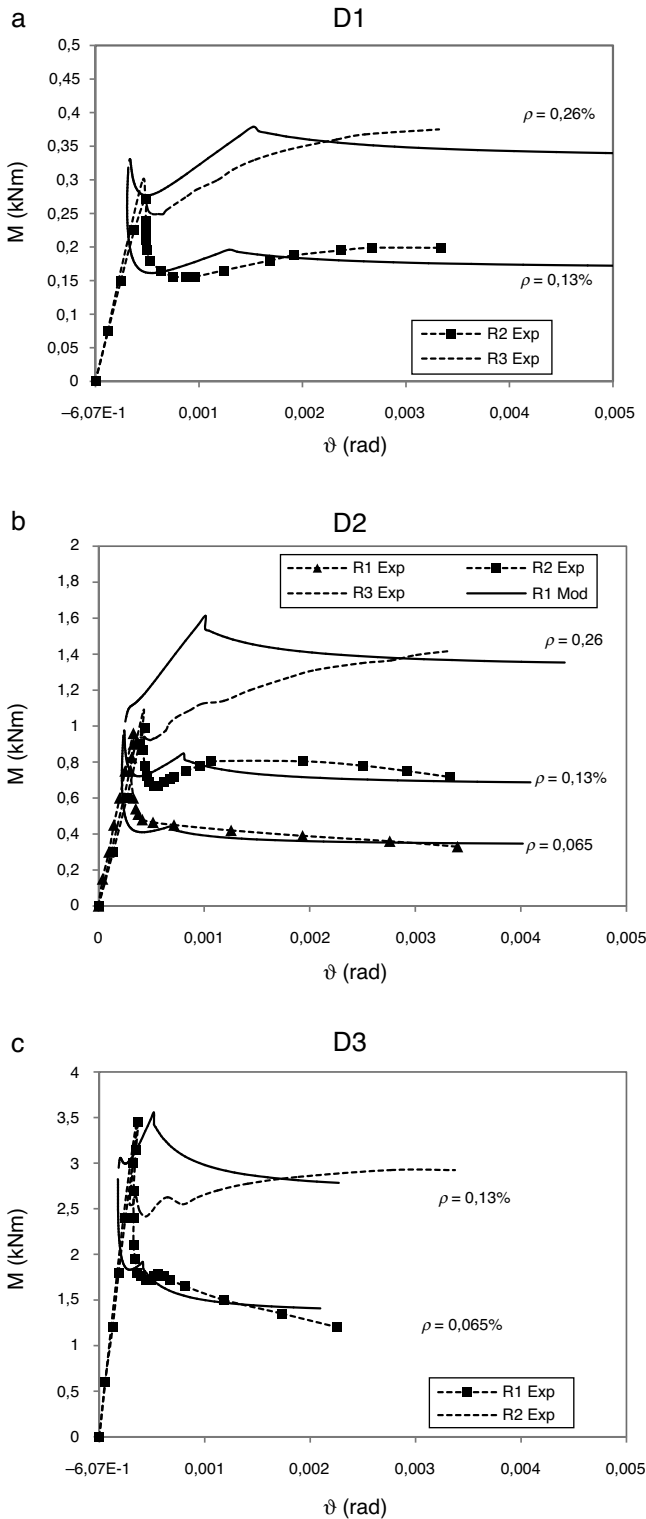 a
D1
M (kNm)
0,5
0,45
0,4
0,35
0,3
0,25
0,2
0,15
0,1
0,05
0
ρ = 0,26%
ρ = 0,13%
R2 Exp
R3 Exp
−6,07E-1 0,001 0,002 0,003 0,004 0,005
ϑ (rad)
b
D2
M (kNm)
2
1,8
1,6
1,4
1,2
1
0,8
0,6
0,4
0,2
0
R1 Exp R2 Exp
R3 Exp R1 Mod
ρ = 0,26
ρ = 0,13%
ρ = 0,065
0 0,001 0,002 0,003 0,004 0,005
ϑ (rad)
c
D3
M (kNm)
4
3,5
3
2,5
2
1,5
1
0,5
0
ρ = 0,13%
ρ = 0,065%
R1 Exp
R2 Exp
−6,07E-1 0,001 0,002 0,003 0,004 0,005
ϑ (rad)